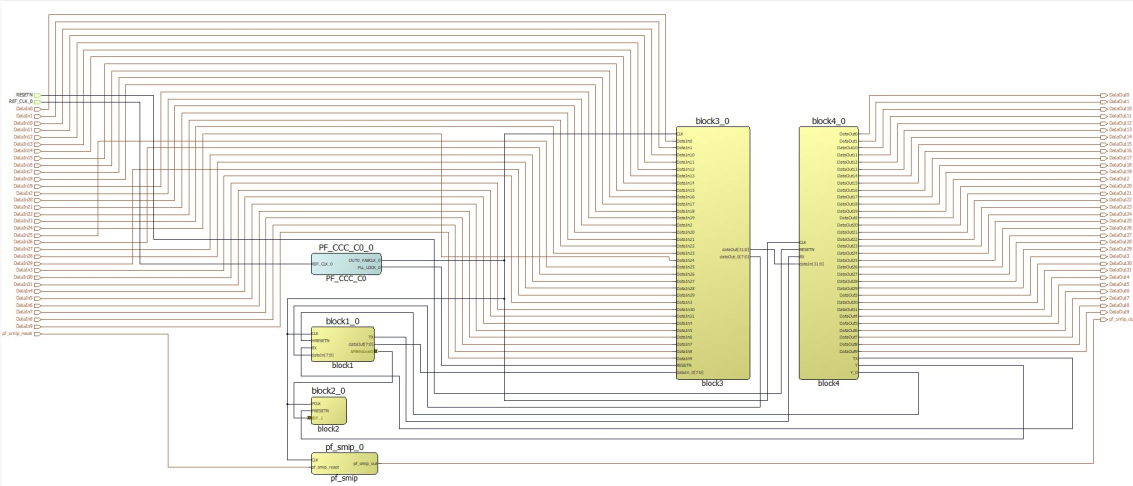 RESETN
REF_CLK_0
DataIn0
DataIn1
DataIn10
DataIn11
DataIn12
DataIn13
DataIn14
DataIn15
DataIn16
DataIn17
DataIn18
DataIn19
DataIn2
DataIn20
DataIn21
DataIn22
DataIn23
DataIn24
DataIn25
DataIn26
DataIn27
DataIn28
DataIn29
DataIn3
DataIn30
DataIn31
DataIn4
DataIn5
DataIn6
DataIn7
DataIn8
DataIn9
pf_smip_reset
PF_CCC_C0_0
REF_CLK_0
OUT0_FABCLK_0
PLL_LOCK_0
PF_CCC_C0
block1_0
CLK
RESETN
RX
dataIn[7:0]
TX
dataOut[7:0]
block1
block2_0
PCLK
PRESETN
block2
pf_smip_0
CLK
pf_smip_reset
pf_smip_out
pf_smip
block3_0
CLK
DataIn0
DataIn1
DataIn10
DataIn11
DataIn12
DataIn13
DataIn14
DataIn15
DataIn16
DataIn17
DataIn18
DataIn19
DataIn2
DataIn20
DataIn21
DataIn22
DataIn23
DataIn24
DataIn25
DataIn26
DataIn27
DataIn28
DataIn29
DataIn3
DataIn30
DataIn31
DataIn4
DataIn5
DataIn6
DataIn7
DataIn8
DataIn9
RESETN
dataIn_0[7:0]
dataOut[31:0]
dataOut_0[7:0]
block3
block4_0
CLK
RESETN
RX
dataIn[31:0]
DataOut0
DataOut1
DataOut10
DataOut11
DataOut12
DataOut13
DataOut14
DataOut15
DataOut16
DataOut17
DataOut18
DataOut19
DataOut2
DataOut20
DataOut21
DataOut22
DataOut23
DataOut24
DataOut25
DataOut26
DataOut27
DataOut28
DataOut29
DataOut3
DataOut30
DataOut31
DataOut4
DataOut5
DataOut6
DataOut7
DataOut8
DataOut9
TX
Y
Y_0
block4
DataOut0
DataOut1
DataOut10
DataOut11
DataOut12
DataOut13
DataOut14
DataOut15
DataOut16
DataOut17
DataOut18
DataOut19
DataOut2
DataOut20
DataOut21
DataOut22
DataOut23
DataOut24
DataOut25
DataOut26
DataOut27
DataOut28
DataOut29
DataOut3
DataOut30
DataOut31
DataOut4
DataOut5
DataOut6
DataOut7
DataOut8
DataOut9